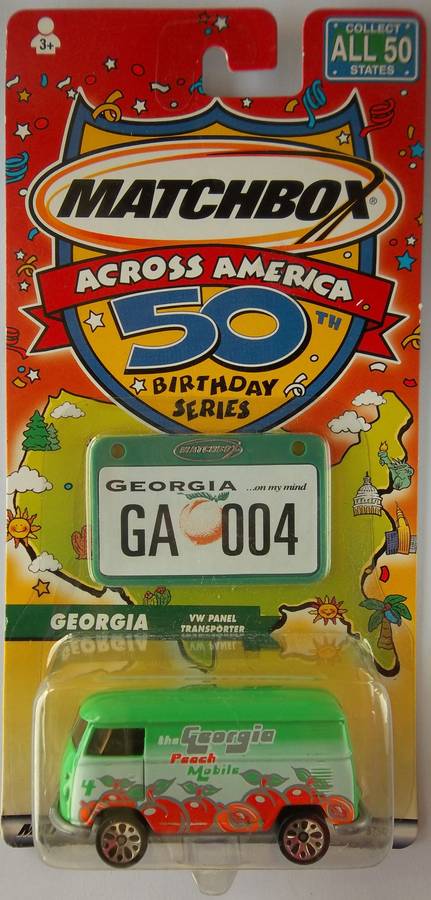 3+
COLLECT
ALL 50
STATES
MATCHBOX®
ACROSS AMERICA
50TH
BIRTHDAY
SERIES
MATCHBOX
GEORGIA ...on my mind
GA 004
GEORGIA
VW PANEL
TRANSPORTER
the Georgia
Peach
Mobile
4